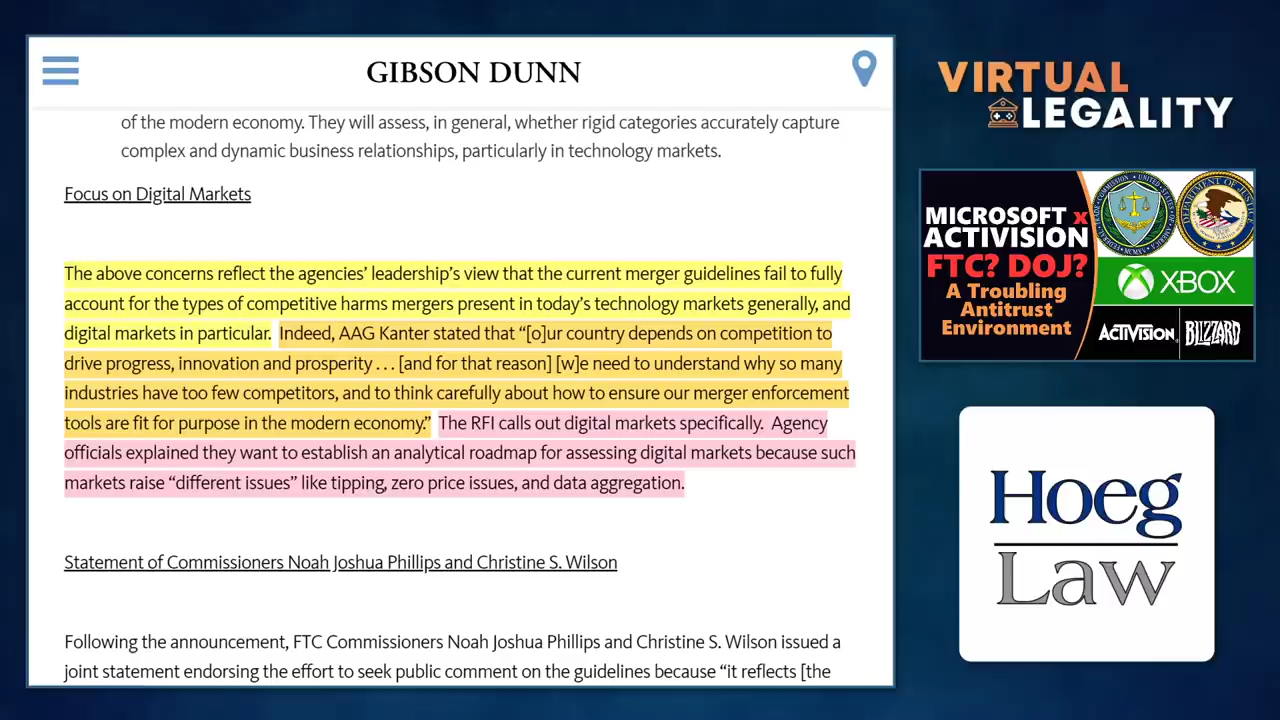 GIBSON DUNN
of the modern economy. They will assess, in general, whether rigid categories accurately capture
complex and dynamic business relationships, particularly in technology markets.
Focus on Digital Markets
The above concerns reflect the agencies’ leadership’s view that the current merger guidelines fail to fully
account for the types of competitive harms mergers present in today’s technology markets generally, and
digital markets in particular. Indeed, AAG Kanter stated that “[o]ur country depends on competition to
drive progress, innovation and prosperity . . . [and for that reason] [w]e need to understand why so many
industries have too few competitors, and to think carefully about how to ensure our merger enforcement
tools are fit for purpose in the modern economy.” The RFI calls out digital markets specifically. Agency
officials explained they want to establish an analytical roadmap for assessing digital markets because such
markets raise “different issues” like tipping, zero price issues, and data aggregation.
Statement of Commissioners Noah Joshua Phillips and Christine S. Wilson
Following the announcement, FTC Commissioners Noah Joshua Phillips and Christine S. Wilson issued a
joint statement endorsing the effort to seek public comment on the guidelines because “it reflects [the
VIRTUAL
LEGALITY
MICROSOFT x
ACTIVISION
FTC? DOJ?
A Troubling
Antitrust
Environment
XBOX
ACTIVISION
BLIZZARD
Hoeg
Law